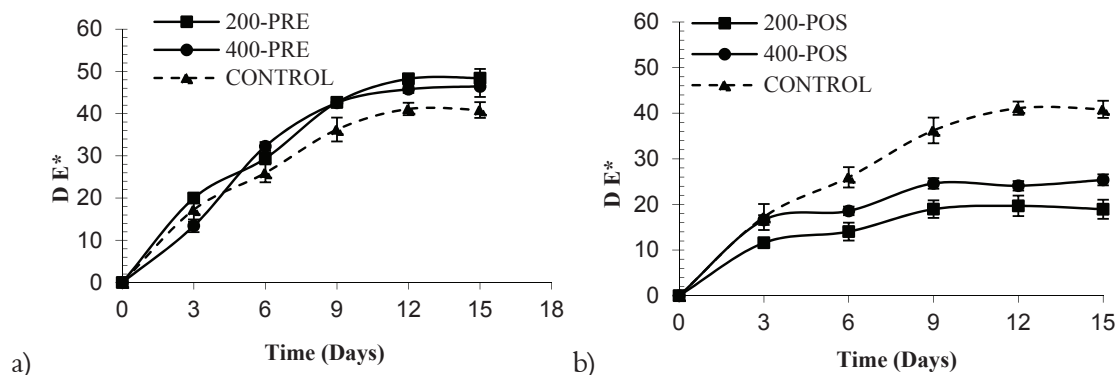 60
50
40
30
20
10
0
D E*
200-PRE
400-PRE
CONTROL
0 3 6 9 12 15 18
Time (Days)
a)
60
50
40
30
20
10
0
D E*
200-POS
400-POS
CONTROL
0 3 6 9 12 15
Time (Days)
b)